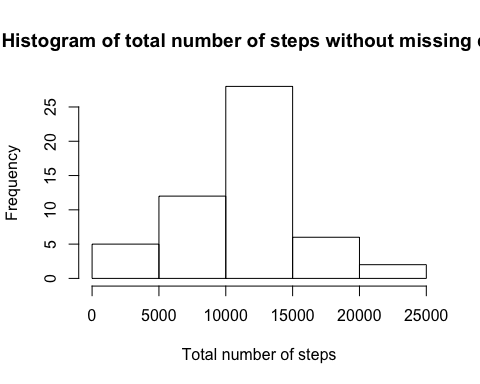 Histogram of total number of steps without missing
Frequency
25
20
15
10
5
0
0 5000 10000 15000 20000 25000
Total number of steps